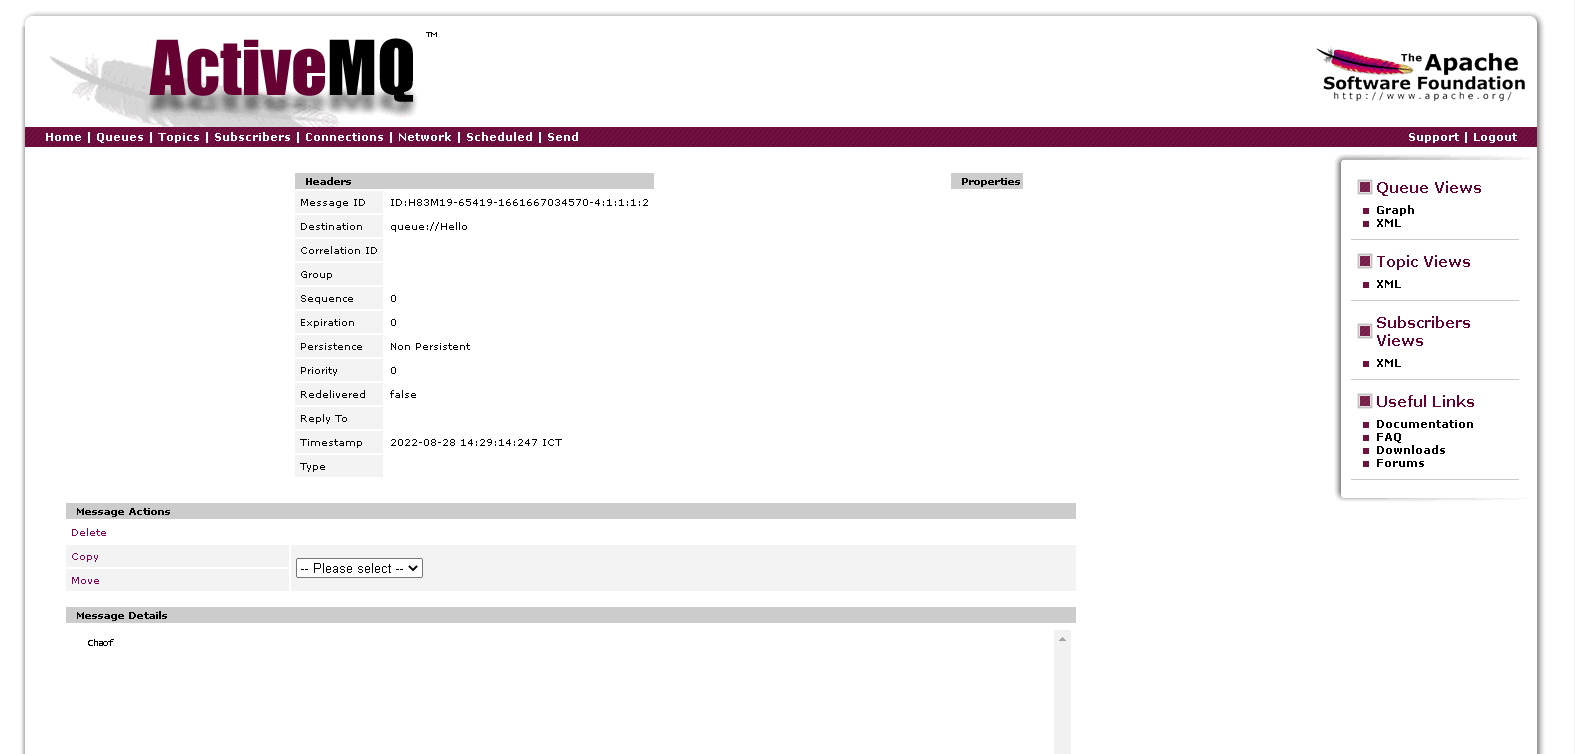 ActiveMQ ™
The Apache
Software Foundation
http://www.apache.org/
Home | Queues | Topics | Subscribers | Connections | Network | Scheduled | Send
Support | Logout
Headers
Message ID ID:H83M19-65419-1661667034570-4:1:1:1:2
Destination queue://Hello
Correlation ID
Group
Sequence 0
Expiration 0
Persistence Non Persistent
Priority 0
Redelivered false
Reply To
Timestamp 2022-08-28 14:29:14:247 ICT
Type
Properties
Message Actions
Delete
Copy
-- Please select --
Move
Message Details
Chaof
Queue Views
Graph
XML
Topic Views
XML
Subscribers
Views
XML
Useful Links
Documentation
FAQ
Downloads
Forums